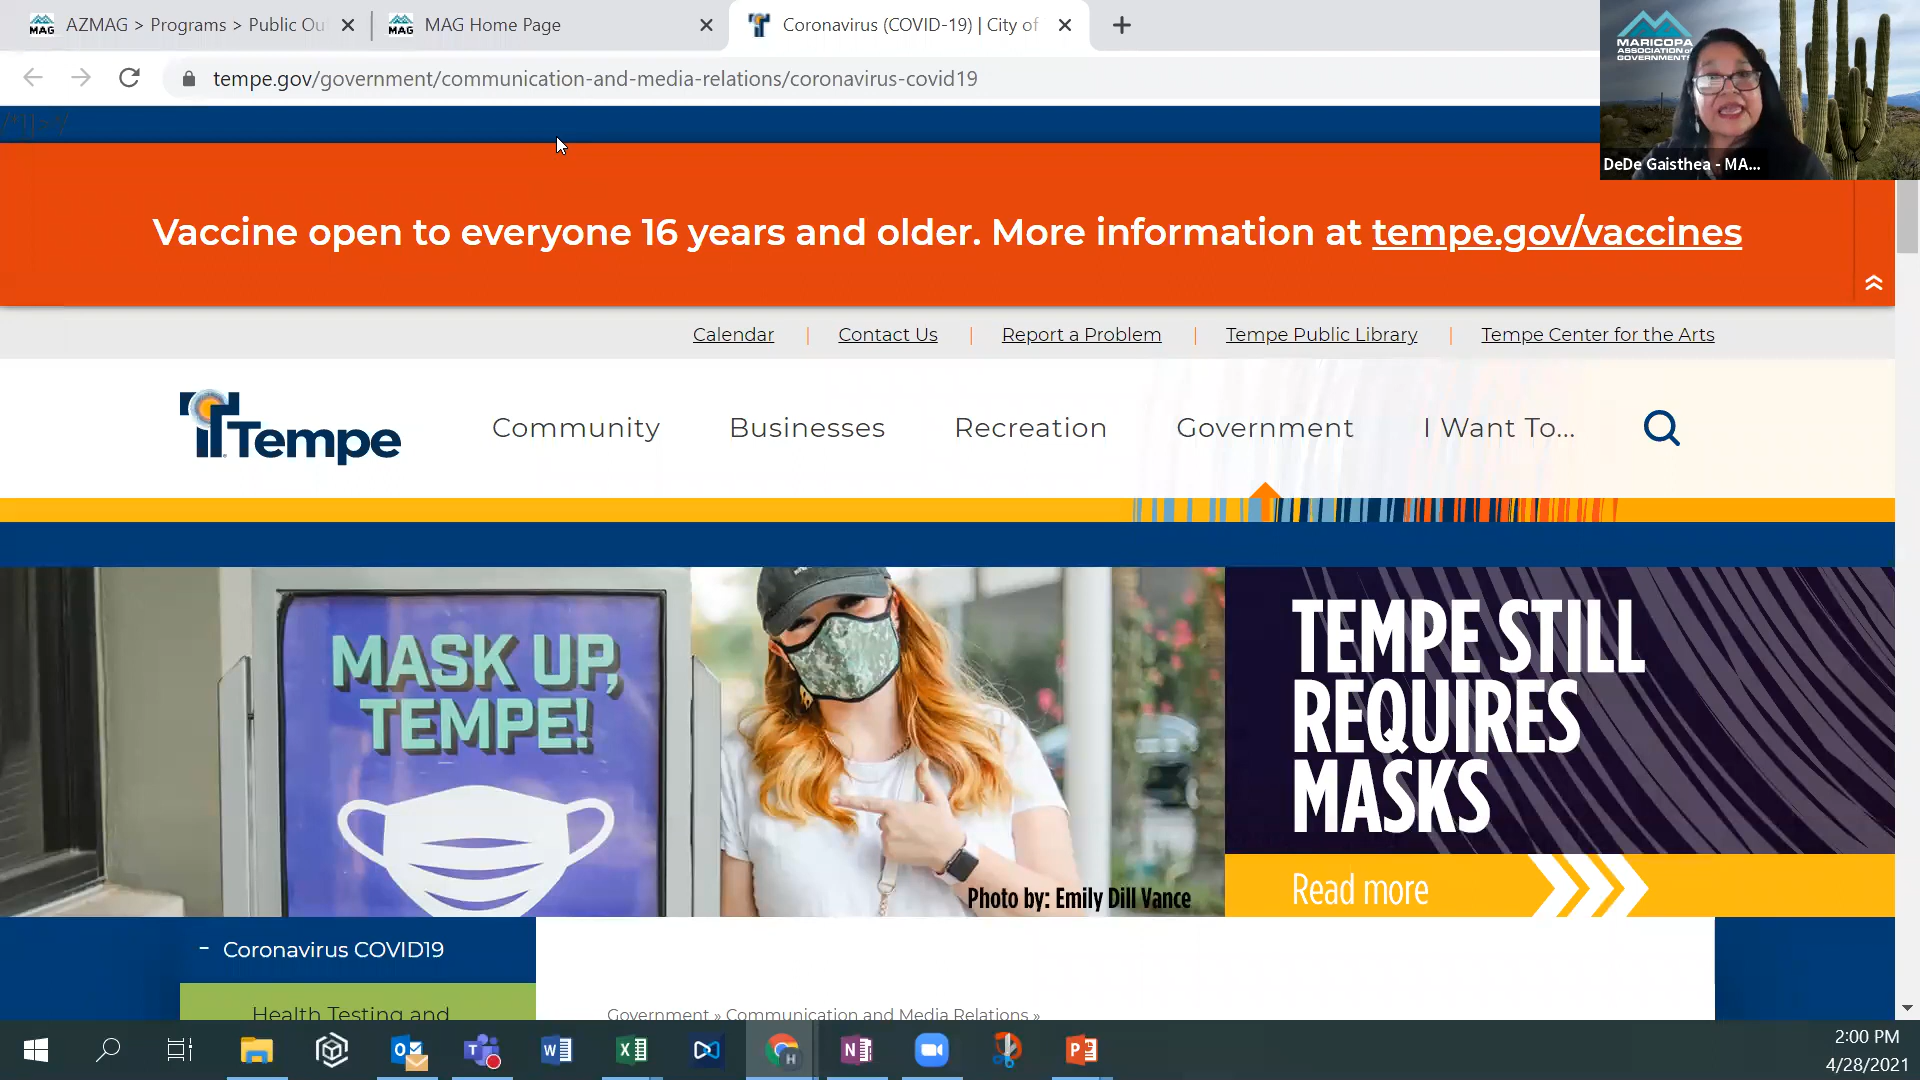 MAG AZMAG > Programs > Public Ou
MAG MAG Home Page
Coronavirus (COVID-19) | City of
tempe.gov/government/communication-and-media-relations/coronavirus-covid19
MARICOPA
ASSOCIATION of
GOVERNMENTS
DeDe Gaisthea - MA...
Vaccine open to everyone 16 years and older. More information at tempe.gov/vaccines
Calendar | Contact Us | Report a Problem | Tempe Public Library | Tempe Center for the Arts
Tempe
Community Businesses Recreation Government I Want To...
MASK UP,
TEMPE!
Photo by: Emily Dill Vance
TEMPE STILL
REQUIRES
MASKS
Read more
- Coronavirus COVID19
Health Testing and
Government » Communication and Media Relations »
2:00 PM
4/28/2021